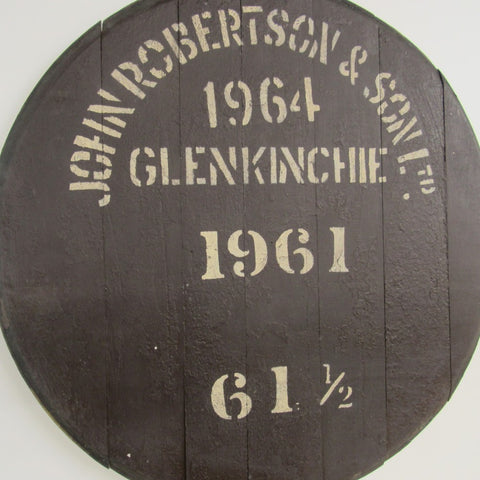 JOHN ROBERTSON & SON LTD.
1964
GLENKINCHIE
1961
61 1/2